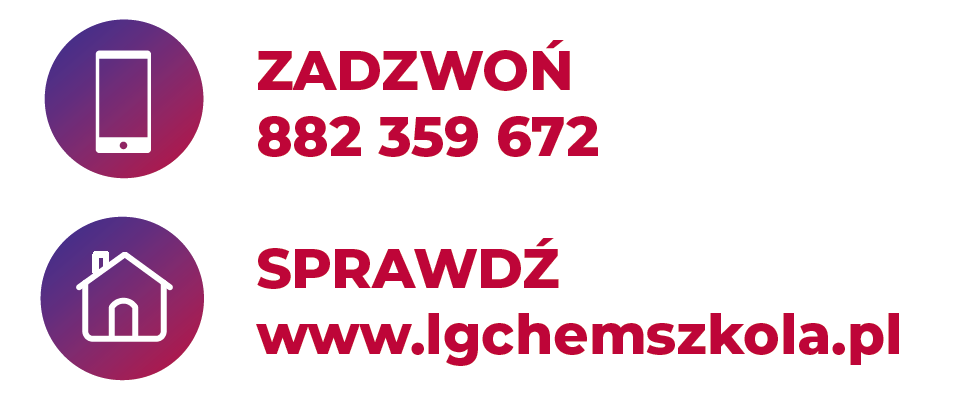 ZADZWOŃ
882 359 672
SPRAWDŹ
www.lgchemszkola.pl